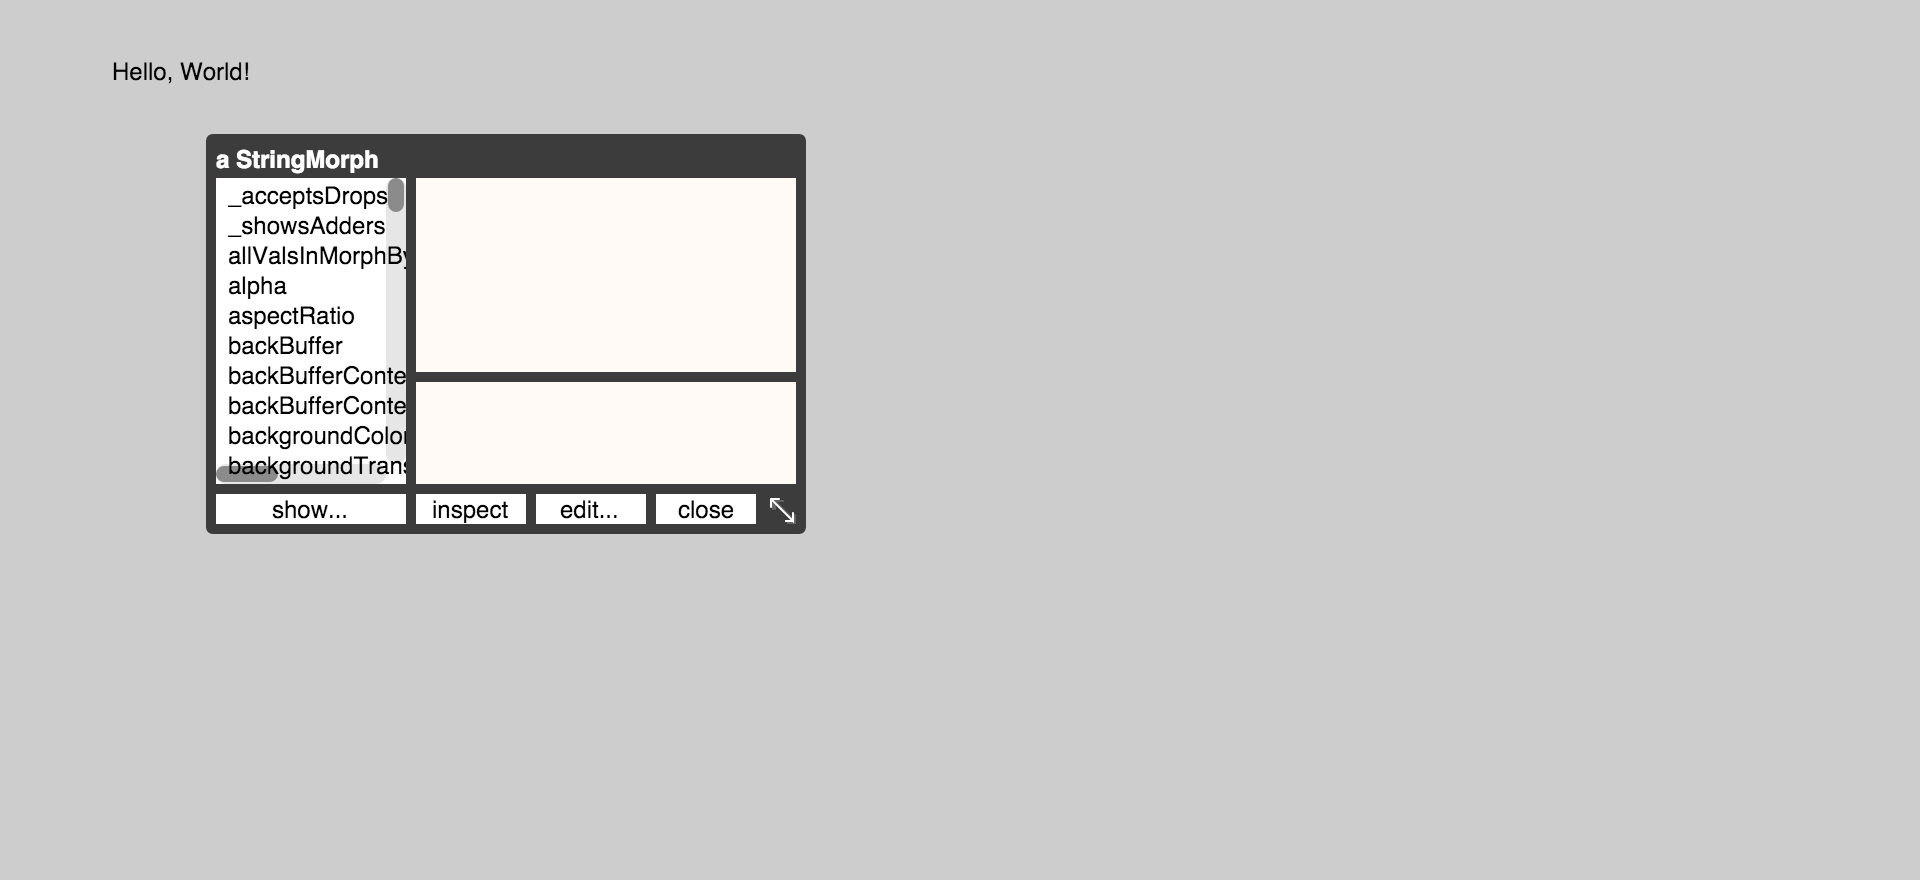 Hello, World!
a StringMorph
_acceptsDrops
_showsAdders
allValsInMorphBy
alpha
aspectRatio
backBuffer
backBufferConte
backBufferConte
backgroundColor
backgroundTrans
show...
inspect
edit...
close